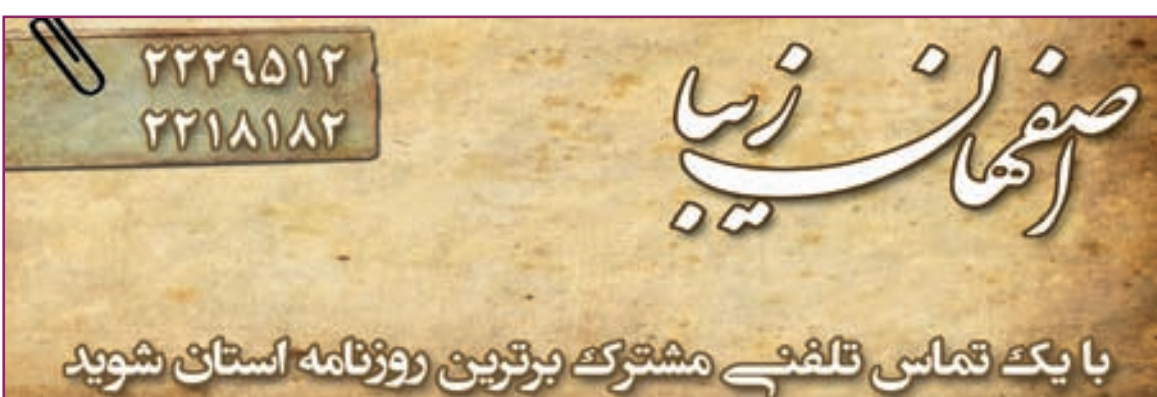 اصفهان زیبا
۲۲۲۹۵۱۲
۲۲۱۸۱۸۲
با یک تماس تلفنی مشترک برترین روزنامه استان شوید